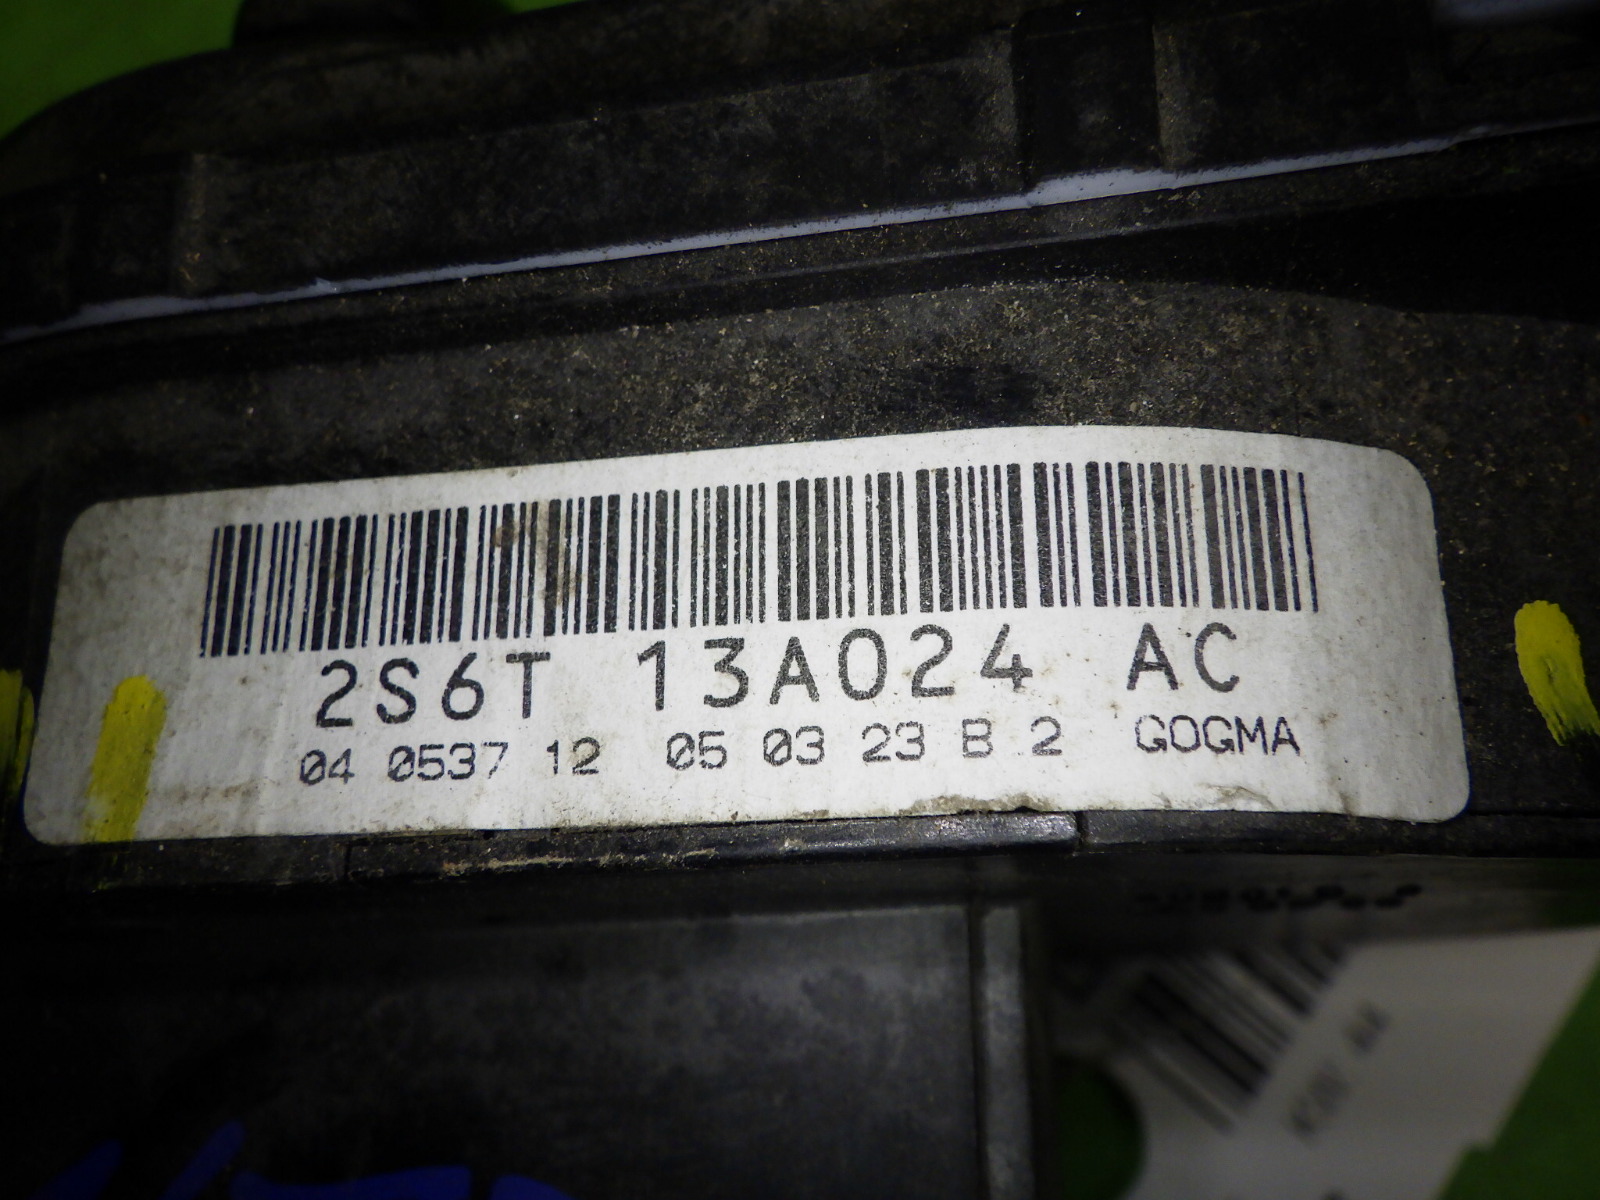 2S6T 13A024 AC
04 0537 12 05 03 23 B 2 GOGMA